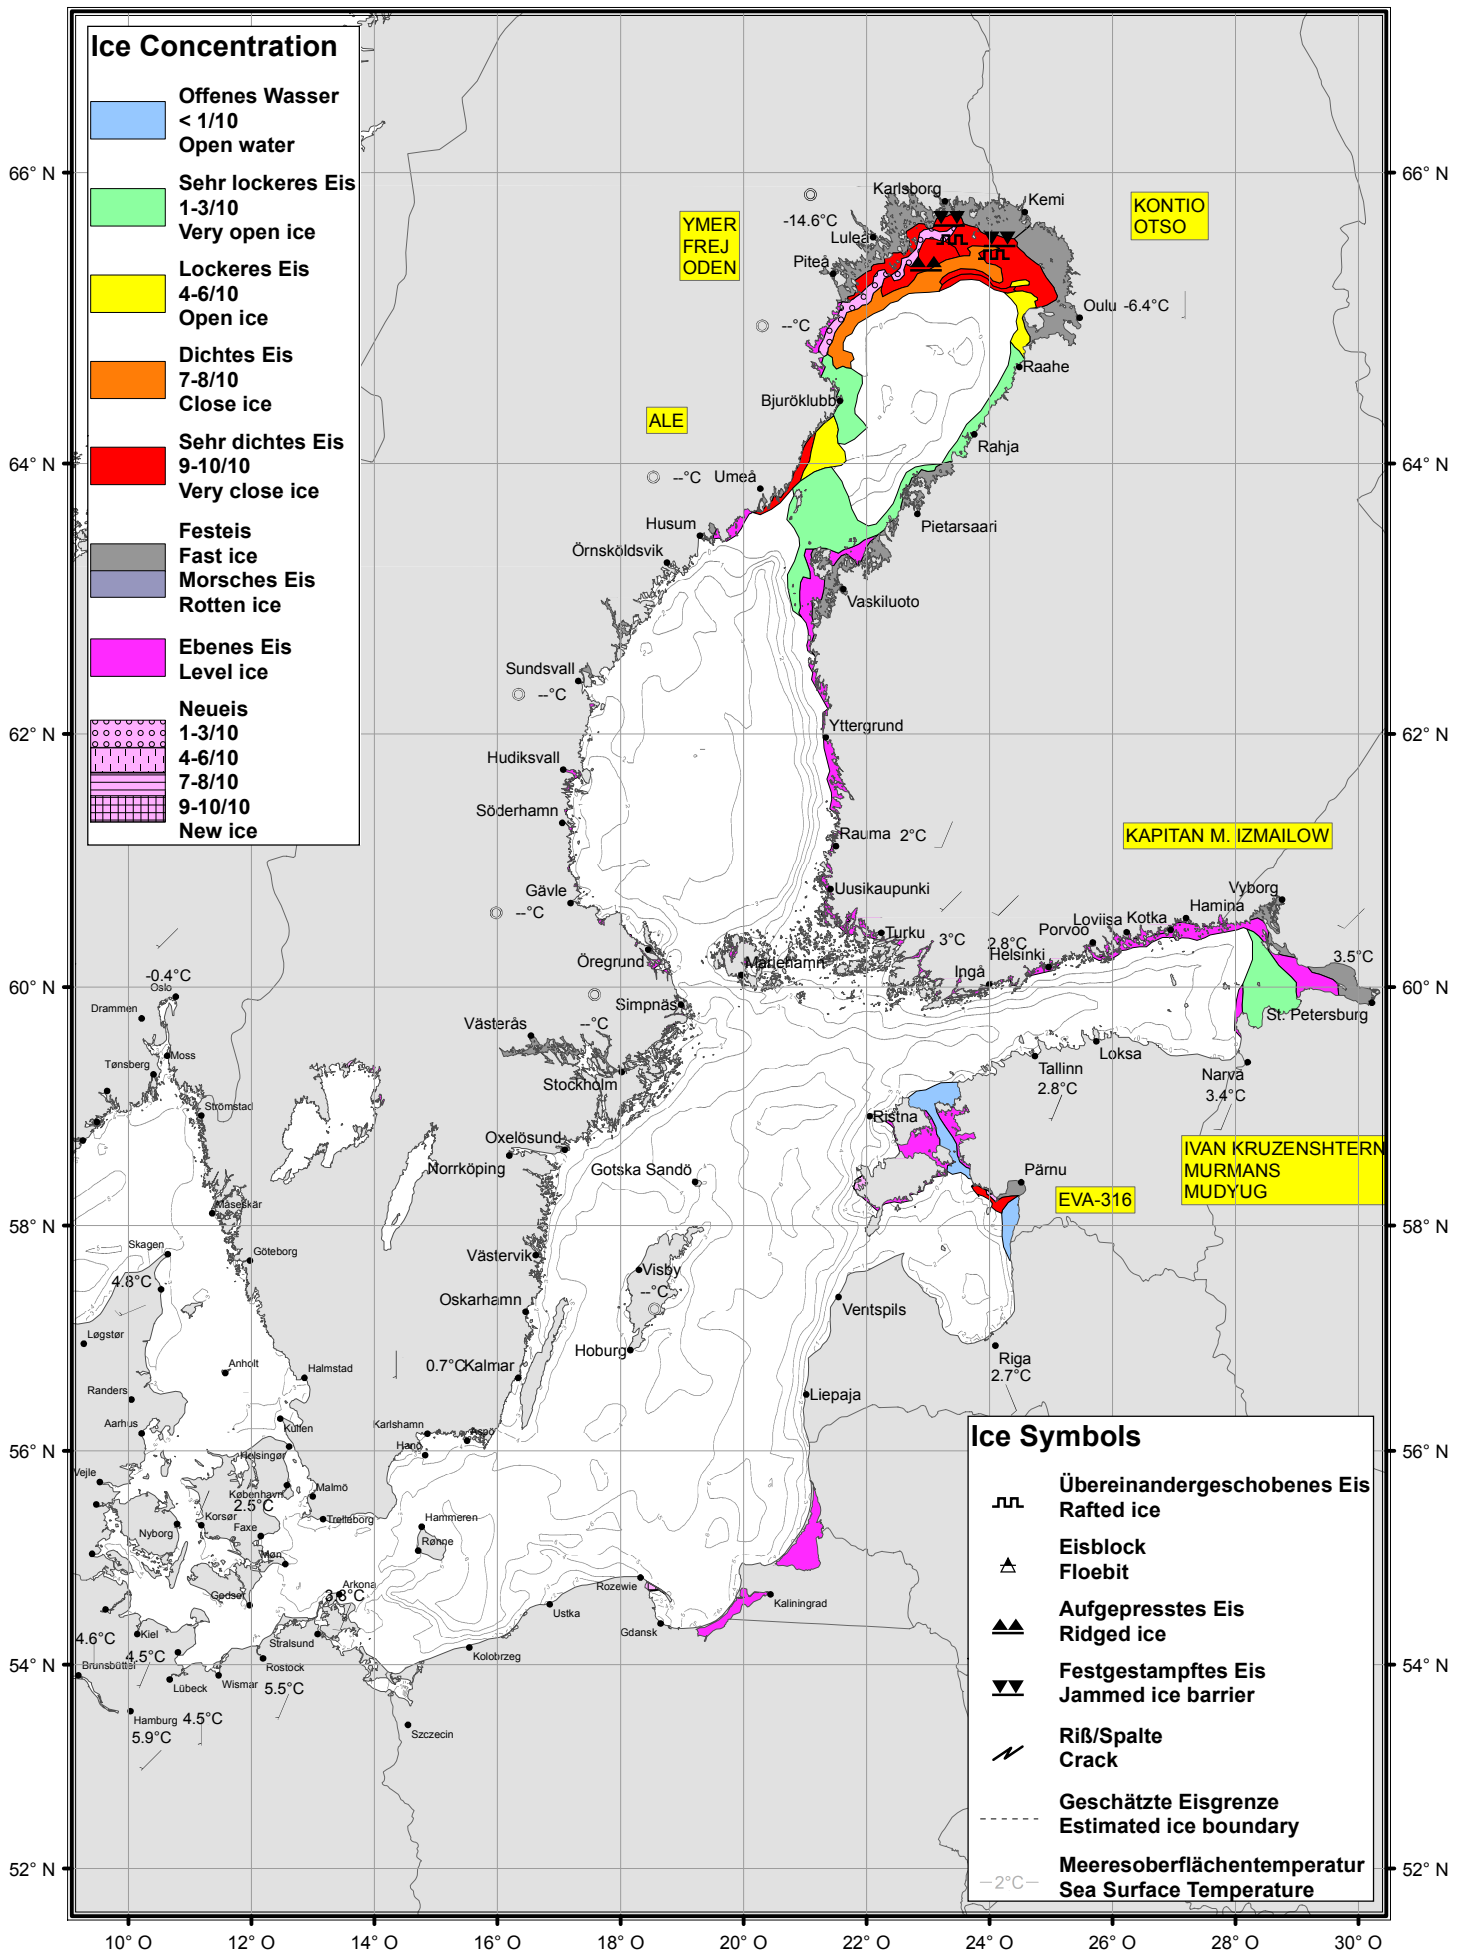 Ice Concentration
Offenes Wasser
< 1/10
Open water
Sehr lockeres Eis
1-3/10
Very open ice
Lockeres Eis
4-6/10
Open ice
Dichtes Eis
7-8/10
Close ice
Sehr dichtes Eis
9-10/10
Very close ice
Festeis
Fast ice
Morsches Eis
Rotten ice
Ebenes Eis
Level ice
Neueis
1-3/10
4-6/10
7-8/10
9-10/10
New ice
66° N
66° N
64° N
64° N
62° N
62° N
60° N
60° N
58° N
58° N
56° N
56° N
54° N
54° N
52° N
52° N
10° O
12° O
14° O
16° O
18° O
20° O
22° O
24° O
26° O
28° O
30° O
YMER
FREJ
ODEN
KONTIO
OTSO
ALE
KAPITAN M. IZMAILOW
IVAN KRUZENSHTERN
MURMANS
MUDYUG
EVA-316
Karlsborg
Kemi
-14.6°C
Luleå
Piteå
Oulu -6.4°C
--°C
Raahe
Bjuröklubb
Rahja
--°C
Umeå
Husum
Pietarsaari
Örnsköldsvik
Vaskiluoto
Sundsvall
--°C
Yttergrund
Hudiksvall
Söderhamn
Rauma 2°C
Gävle
--°C
Uusikaupunki
Vyborg
Hamina
Loviisa
Kotka
Porvoo
Turku
3°C
2.8°C
Helsinki
Ingå
3.5°C
Öregrund
Mariehamn
St. Petersburg
-0.4°C
Oslo
Drammen
Simpnäs
Västerås
--°C
Moss
Tønsberg
Stockholm
Tallinn
2.8°C
Loksa
Narva
3.4°C
Strömstad
Ristna
Oxelösund
Norrköping
Gotska Sandö
Pärnu
Måseskär
Skagen
Göteborg
4.8°C
Västervik
Visby
--°C
Oskarhamn
Ventspils
Løgstør
Hoburg
Riga
2.7°C
Anholt
Halmstad
0.7°C
Kalmar
Liepaja
Randers
Aarhus
Kullen
Karlshamn
Hanö
Aspö
Helsingør
Vejle
København
2.5°C
Malmö
Korsør
Nyborg
Faxe
Trelleborg
Hammeren
Rønne
Møn
Gedser
Arkona
3.8°C
Rozewie
Kaliningrad
Ustka
Gdansk
Kolobrzeg
4.6°C
Kiel
4.5°C
Stralsund
Brunsbüttel
Lübeck
Wismar
Rostock
5.5°C
Hamburg
4.5°C
5.9°C
Szczecin
Ice Symbols
Übereinandergeschobenes Eis
Rafted ice
Eisblock
Floebit
Aufgepresstes Eis
Ridged ice
Festgestampftes Eis
Jammed ice barrier
Riß/Spalte
Crack
Geschätzte Eisgrenze
Estimated ice boundary
2°C
Meeresoberflächentemperatur
Sea Surface Temperature